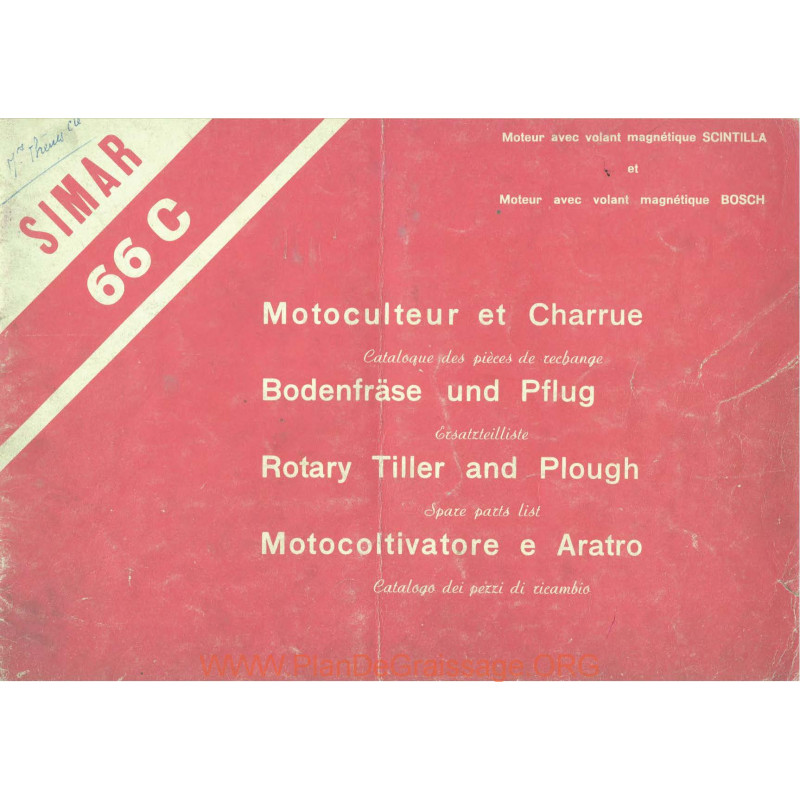 SIMAR
66 C
Moteur avec volant magnétique SCINTILLA
et
Moteur avec volant magnétique BOSCH
Motoculteur et Charrue
Catalogue des pièces de rechange
Bodenfräse und Pflug
Ersatzteilliste
Rotary Tiller and Plough
Spare parts list
Motocoltivatore e Aratro
Catalogo dei pezzi di ricambio
WWW.PlanDeGraissage.ORG